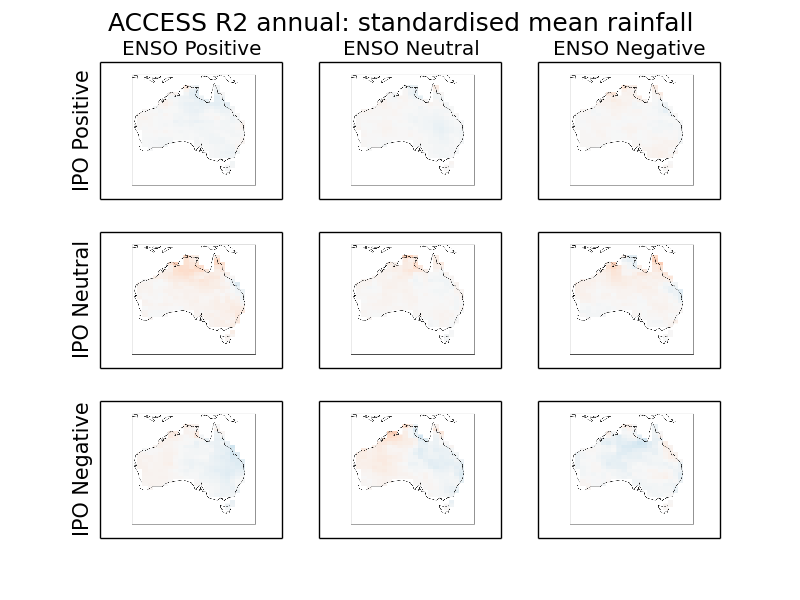 ACCESS R2 annual: standardised mean rainfall
ENSO Positive
ENSO Neutral
ENSO Negative
IPO Positive
IPO Neutral
IPO Negative